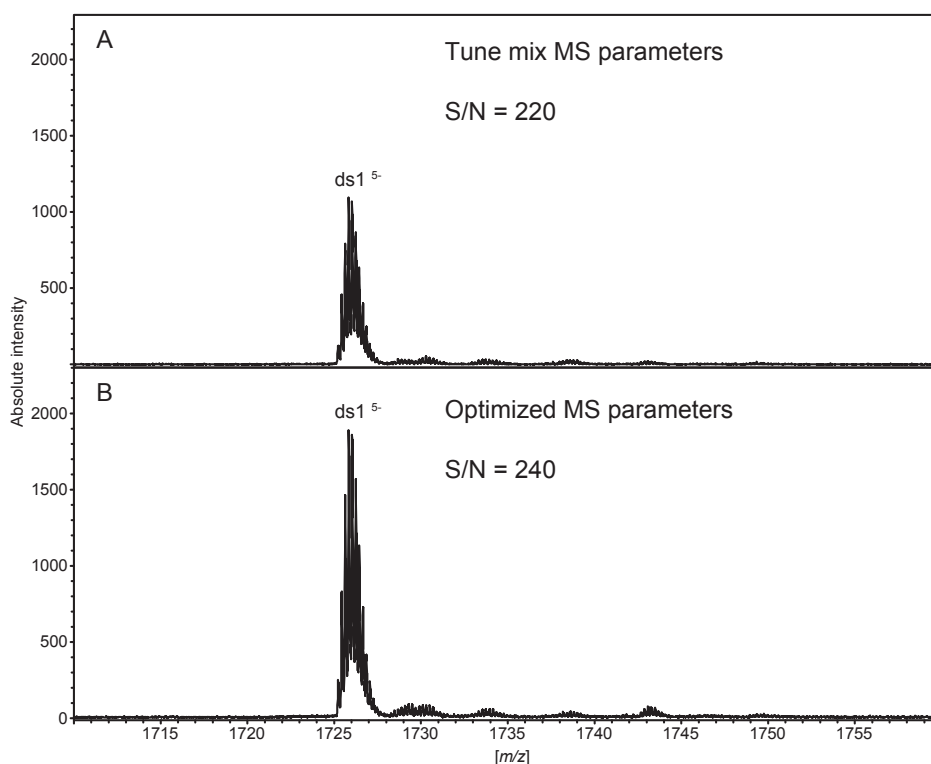 A
Tune mix MS parameters
S/N = 220
ds1 5-
2000
1500
1000
500
Absolute intensity
B
Optimized MS parameters
S/N = 240
ds1 5-
2000
1500
1000
500
0
1715 1720 1725 1730 1735 1740 1745 1750 1755
[m/z]